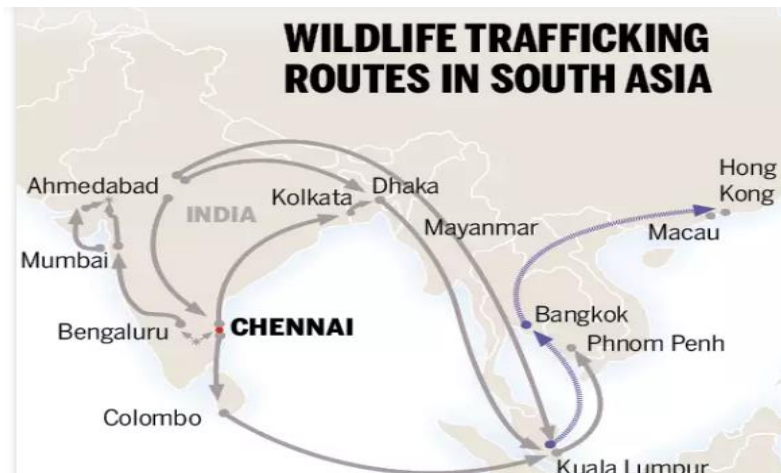 WILDLIFE TRAFFICKING
ROUTES IN SOUTH ASIA
Hong
Kong
Ahmedabad
Kolkata
Dhaka
INDIA
Mayanmar
Macau
Mumbai
Bangkok
Bengaluru
CHENNAI
Phnom Penh
Colombo
Kuala Lumpur